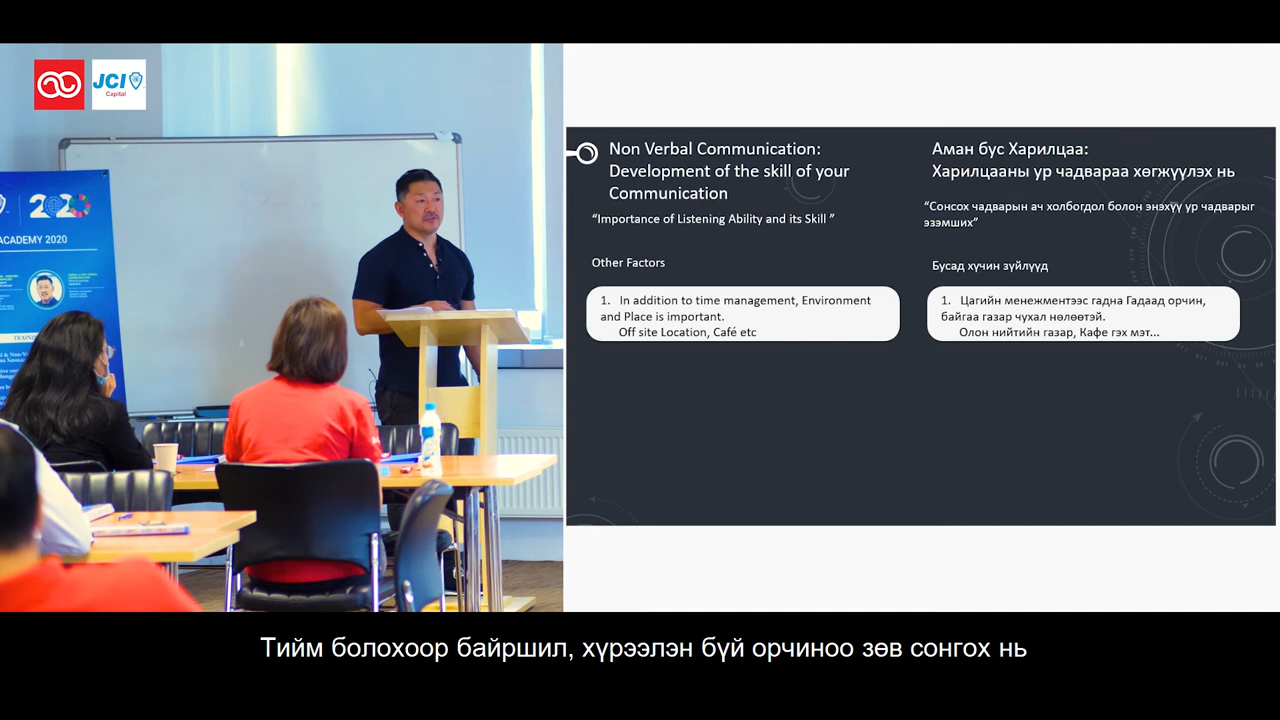 JCI
Capital
2020
ACADEMY 2020
Non Verbal Communication:
Development of the skill of your
Communication
“Importance of Listening Ability and its Skill ”
Other Factors
1. In addition to time management, Environment
and Place is important.
Off site Location, Café etc
Аман бус Харилцаа:
Харилцааны ур чадвараа хөгжүүлэх нь
“Сонсох чадварын ач холбогдол болон энэхүү ур чадварыг
эзэмших”
Бусад хүчин зүйлүүд
1. Цагийн менежментээс гадна Гадаад орчин,
байгаа газар чухал нөлөөтэй.
Олон нийтийн газар, Кафе гэх мэт...
Тийм болохоор байршил, хүрээлэн буй орчиноо зөв сонгох нь